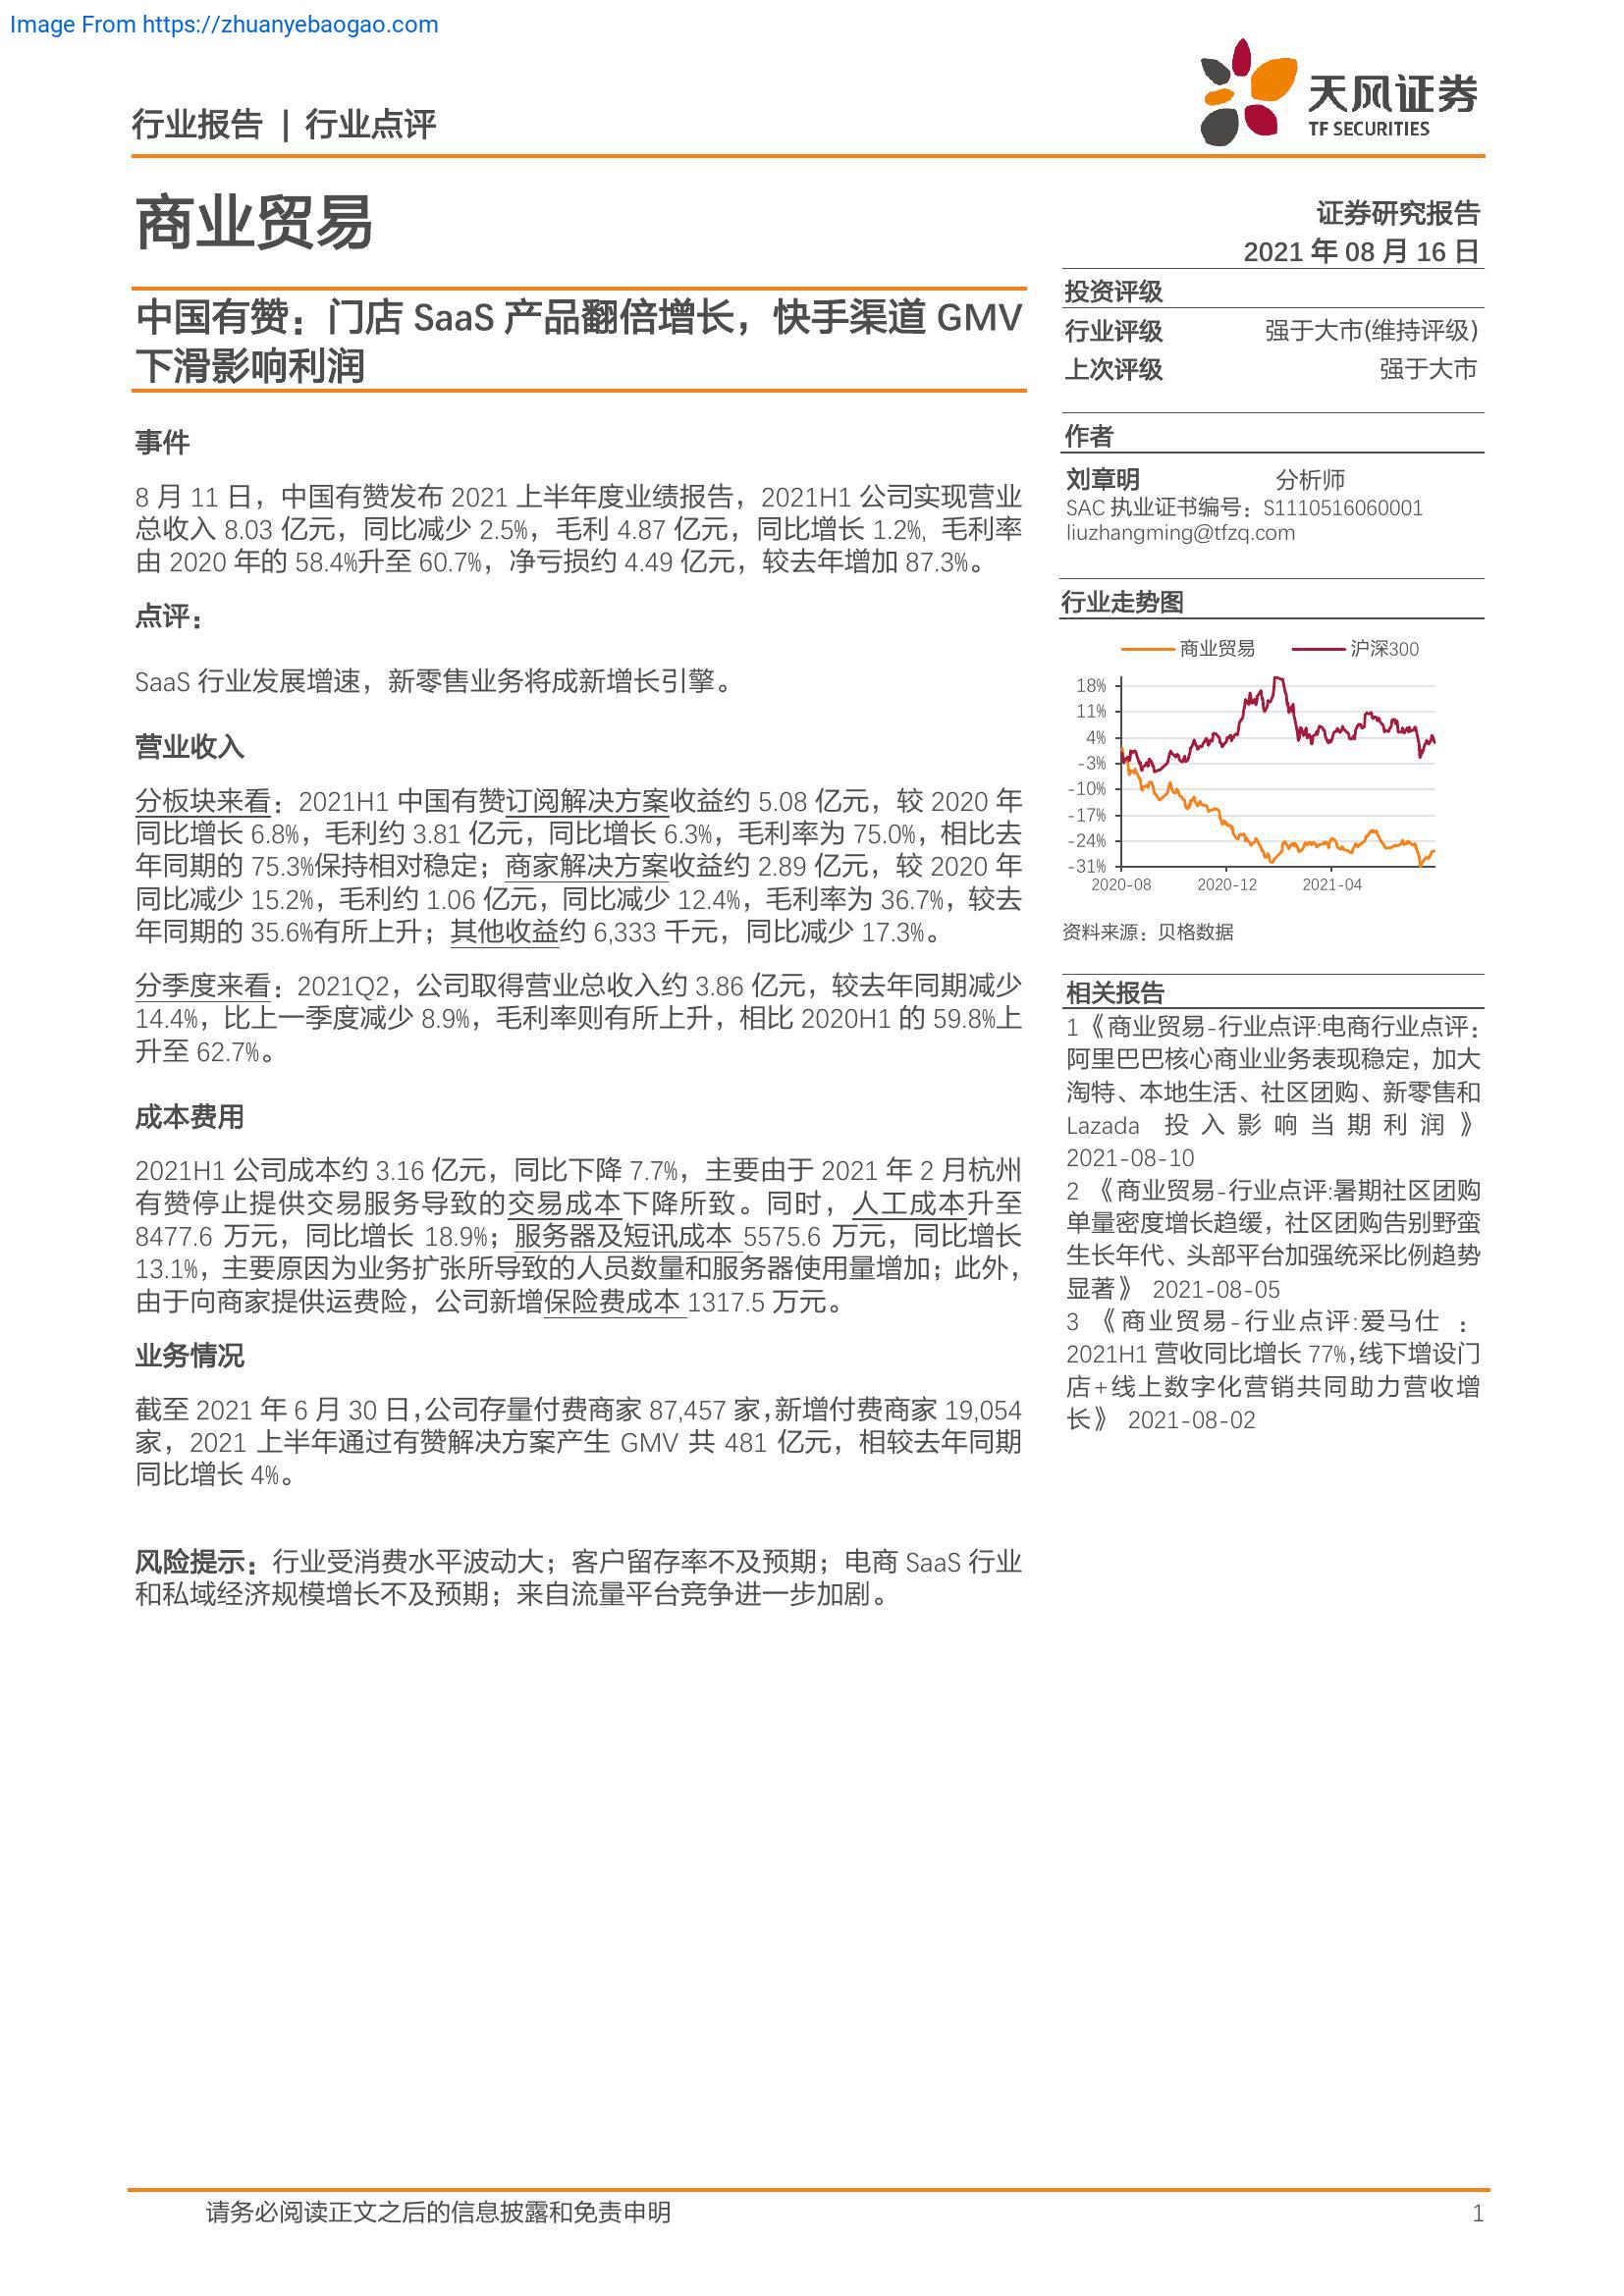 Image From https://zhuanyebaogao.com
行业报告 | 行业点评
天风证券
TF SECURITIES
商业贸易
证券研究报告
2021 年 08 月 16 日
中国有赞：门店 SaaS 产品翻倍增长，快手渠道 GMV
下滑影响利润
事件
8 月 11 日，中国有赞发布 2021 上半年度业绩报告，2021H1 公司实现营业
总收入 8.03 亿元，同比减少 2.5%，毛利 4.87 亿元，同比增长 1.2%, 毛利率
由 2020 年的 58.4%升至 60.7%，净亏损约 4.49 亿元，较去年增加 87.3%。
点评：
SaaS 行业发展增速，新零售业务将成新增长引擎。
营业收入
分板块来看：2021H1 中国有赞订阅解决方案收益约 5.08 亿元，较 2020 年
同比增长 6.8%，毛利约 3.81 亿元，同比增长 6.3%，毛利率为 75.0%，相比去
年同期的 75.3%保持相对稳定；商家解决方案收益约 2.89 亿元，较 2020 年
同比减少 15.2%，毛利约 1.06 亿元，同比减少 12.4%，毛利率为 36.7%，较去
年同期的 35.6%有所上升；其他收益约 6,333 千元，同比减少 17.3%。
分季度来看：2021Q2，公司取得营业总收入约 3.86 亿元，较去年同期减少
14.4%，比上一季度减少 8.9%，毛利率则有所上升，相比 2020H1 的 59.8%上
升至 62.7%。
成本费用
2021H1 公司成本约 3.16 亿元，同比下降 7.7%，主要由于 2021 年 2 月杭州
有赞停止提供交易服务导致的交易成本下降所致。同时，人工成本升至
8477.6 万元，同比增长 18.9%；服务器及短讯成本 5575.6 万元，同比增长
13.1%，主要原因为业务扩张所导致的人员数量和服务器使用量增加；此外，
由于向商家提供运费险，公司新增保险费成本 1317.5 万元。
业务情况
截至 2021 年 6 月 30 日，公司存量付费商家 87,457 家，新增付费商家 19,054
家，2021 上半年通过有赞解决方案产生 GMV 共 481 亿元，相较去年同期
同比增长 4%。
风险提示：行业受消费水平波动大；客户留存率不及预期；电商 SaaS 行业
和私域经济规模增长不及预期；来自流量平台竞争进一步加剧。
投资评级
行业评级 强于大市(维持评级)
上次评级 强于大市
作者
刘章明 分析师
SAC 执业证书编号：S1110516060001
liuzhangming@tfzq.com
行业走势图
商业贸易 沪深300
18%
11%
4%
-3%
-10%
-17%
-24%
-31%
2020-08 2020-12 2021-04
资料来源：贝格数据
相关报告
1《商业贸易-行业点评:电商行业点评：
阿里巴巴核心商业业务表现稳定，加大
淘特、本地生活、社区团购、新零售和
Lazada 投入影响当期利润》
2021-08-10
2 《商业贸易-行业点评:暑期社区团购
单量密度增长趋缓，社区团购告别野蛮
生长年代、头部平台加强统采比例趋势
显著》 2021-08-05
3 《商业贸易-行业点评:爱马仕 ：
2021H1 营收同比增长 77%,线下增设门
店+线上数字化营销共同助力营收增
长》 2021-08-02
请务必阅读正文之后的信息披露和免责申明 1